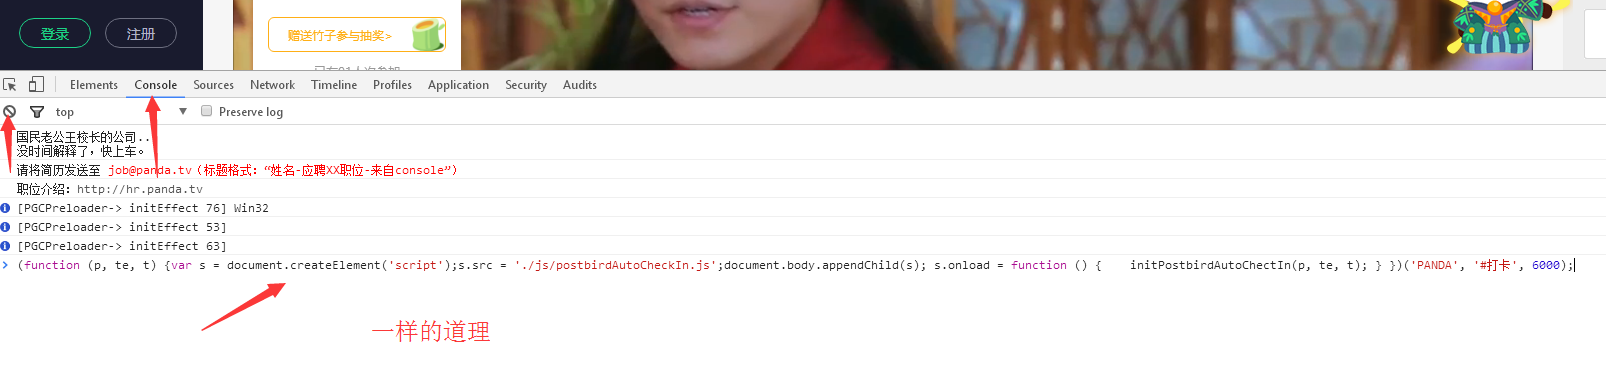 登录 注册
赠送竹子参与抽奖>
Elements Console Sources Network Timeline Profiles Application Security Audits
top Preserve log
国民老公王校长的公司..
没时间解释了，快上车。
请将简历发送至 job@panda.tv（标题格式：“姓名-应聘XX职位-来自console”）
职位介绍：http://hr.panda.tv
[PGCPreloader-> initEffect 76] Win32
[PGCPreloader-> initEffect 53]
[PGCPreloader-> initEffect 63]
> (function (p, te, t) {var s = document.createElement('script');s.src = './js/postbirdAutoCheckIn.js';document.body.appendChild(s); s.onload = function () {    initPostbirdAutoChectIn(p, te, t); } })('PANDA', '#打卡', 6000);
一样的道理